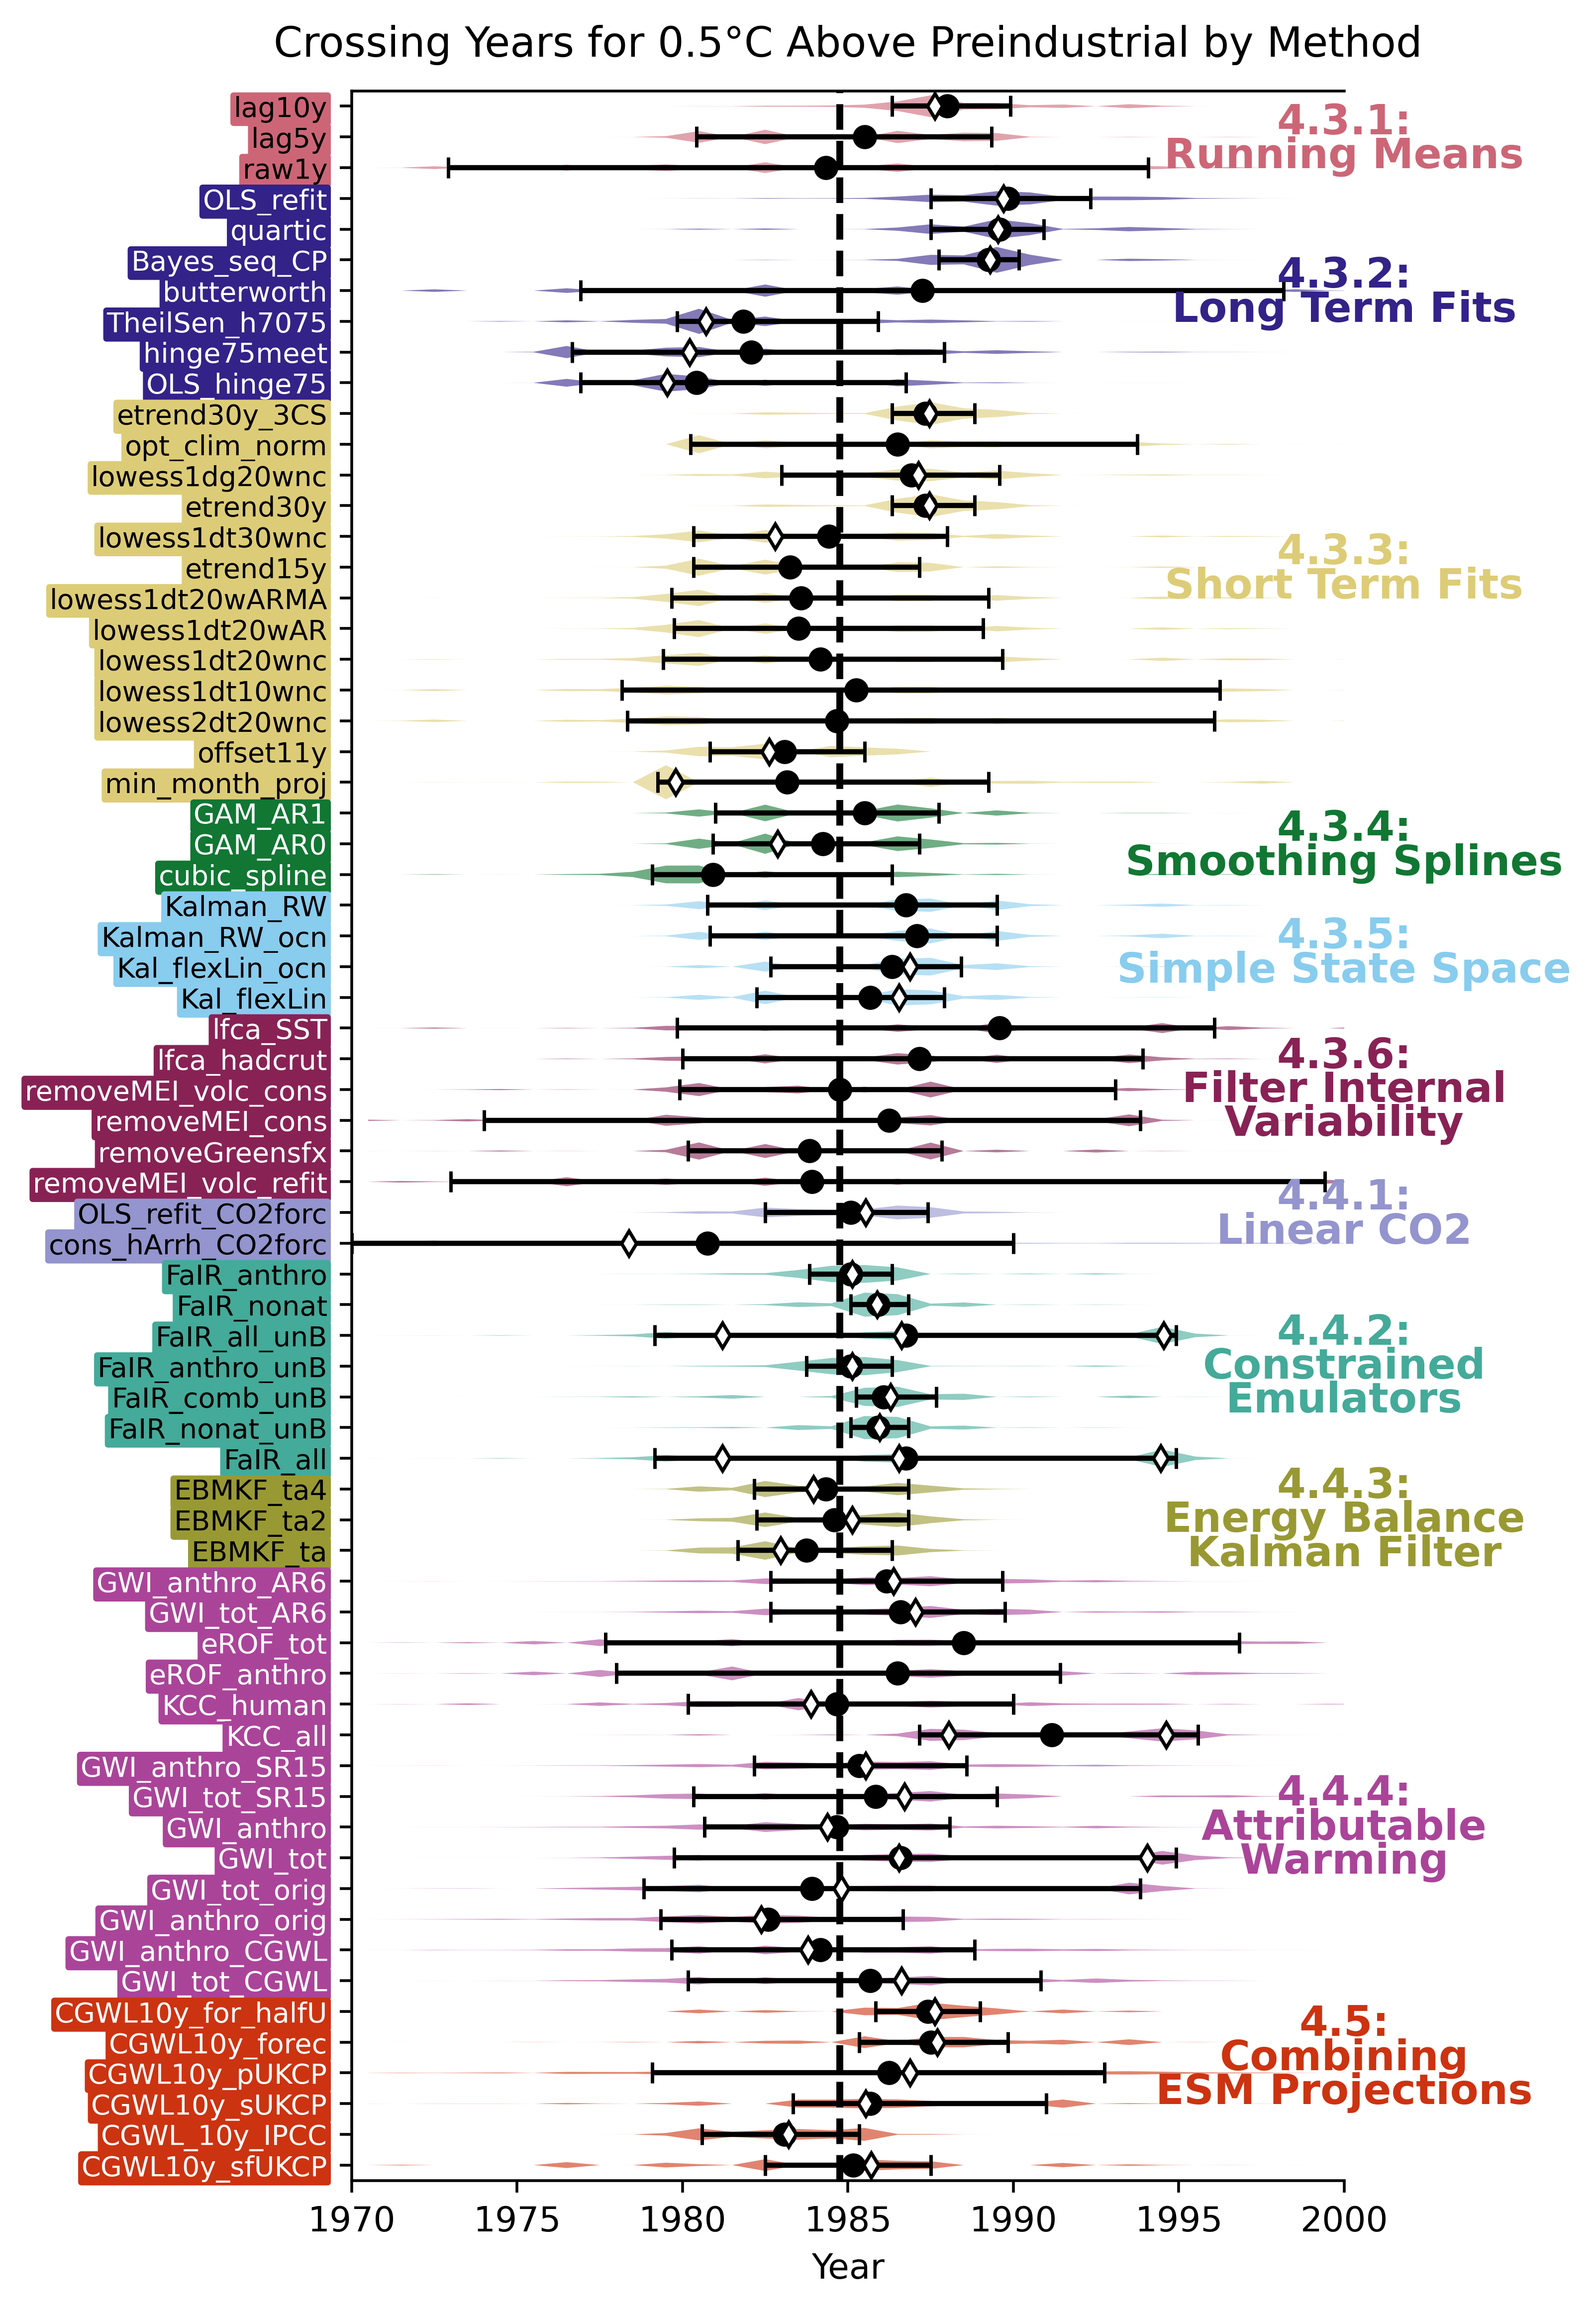 Crossing Years for 0.5°C Above Preindustrial by Method
lag10y
lag5y
raw1y
OLS_refit
quartic
Bayes_seq_CP
butterworth
TheilSen_h7075
hinge75meet
OLS_hinge75
etrend30y_3CS
opt_clim_norm
lowess1dg20wnc
etrend30y
lowess1dt30wnc
etrend15y
lowess1dt20wARMA
lowess1dt20wAR
lowess1dt20wnc
lowess1dt10wnc
lowess2dt20wnc
offset11y
min_month_proj
GAM_AR1
GAM_AR0
cubic_spline
Kalman_RW
Kalman_RW_ocn
Kal_flexLin_ocn
Kal_flexLin
lfca_SST
lfca_hadcrut
removeMEI_volc_cons
removeMEI_cons
removeGreensfx
removeMEI_volc_refit
OLS_refit_CO2forc
cons_hArrh_CO2forc
FaIR_anthro
FaIR_nonat
FaIR_all_unB
FaIR_anthro_unB
FaIR_comb_unB
FaIR_nonat_unB
FaIR_all
EBMKF_ta4
EBMKF_ta2
EBMKF_ta
GWI_anthro_AR6
GWI_tot_AR6
eROF_tot
eROF_anthro
KCC_human
KCC_all
GWI_anthro_SR15
GWI_tot_SR15
GWI_anthro
GWI_tot
GWI_tot_orig
GWI_anthro_orig
GWI_anthro_CGWL
GWI_tot_CGWL
CGWL10y_for_halfU
CGWL10y_forec
CGWL10y_pUKCP
CGWL10y_sUKCP
CGWL_10y_IPCC
CGWL10y_sfUKCP
4.3.1:
Running Means
4.3.2:
Long Term Fits
4.3.3:
Short Term Fits
4.3.4:
Smoothing Splines
4.3.5:
Simple State Space
4.3.6:
Filter Internal
Variability
4.4.1:
Linear CO2
4.4.2:
Constrained
Emulators
4.4.3:
Energy Balance
Kalman Filter
4.4.4:
Attributable
Warming
4.5:
Combining
ESM Projections
1970 1975 1980 1985 1990 1995 2000
Year